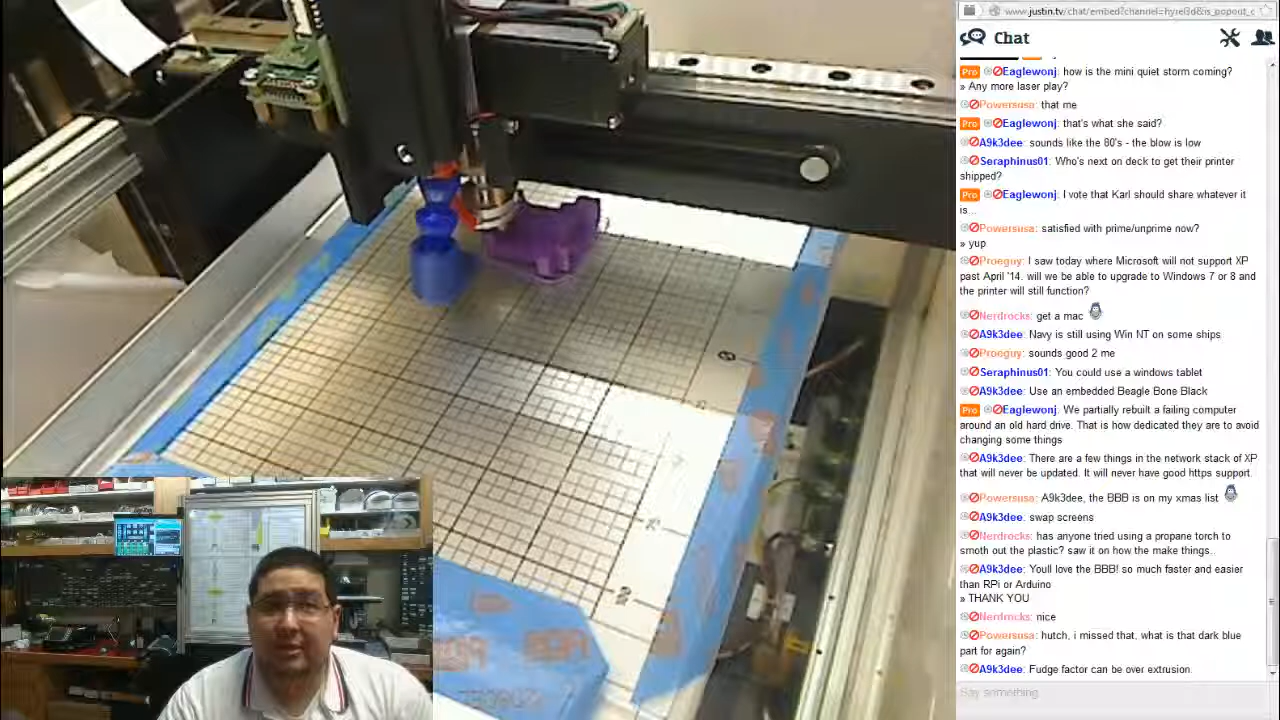 www.justin.tv/chat/embed?channel=hyrel3d&is_popout_c
Chat
Pro Eaglewonj: how is the mini quiet storm coming?
» Any more laser play?
Powersusa: that me
Pro Eaglewonj: that's what she said?
A9k3dee: sounds like the 80's - the blow is low
Seraphinus01: Who's next on deck to get their printer
shipped?
Pro Eaglewonj: I vote that Karl should share whatever it
is...
Powersusa: satisfied with prime/unprime now?
» yup
Proeguy: I saw today where Microsoft will not support XP
past April '14. will we be able to upgrade to Windows 7 or 8 and
the printer will still function?
Nerdrocks: get a mac
A9k3dee: Navy is still using Win NT on some ships
Proeguy: sounds good 2 me
Seraphinus01: You could use a windows tablet
A9k3dee: Use an embedded Beagle Bone Black
Pro Eaglewonj: We partially rebuilt a failing computer
around an old hard drive. That is how dedicated they are to avoid
changing some things
A9k3dee: There are a few things in the network stack of XP
that will never be updated. It will never have good https support.
Powersusa: A9k3dee, the BBB is on my xmas list
A9k3dee: swap screens
Nerdrocks: has anyone tried using a propane torch to
smoth out the plastic? saw it on how the make things.
A9k3dee: Youll love the BBB! so much faster and easier
than RPi or Arduino
» THANK YOU
Nerdrocks: nice
Powersusa: hutch, i missed that, what is that dark blue
part for again?
A9k3dee: Fudge factor can be over extrusion.
Say something